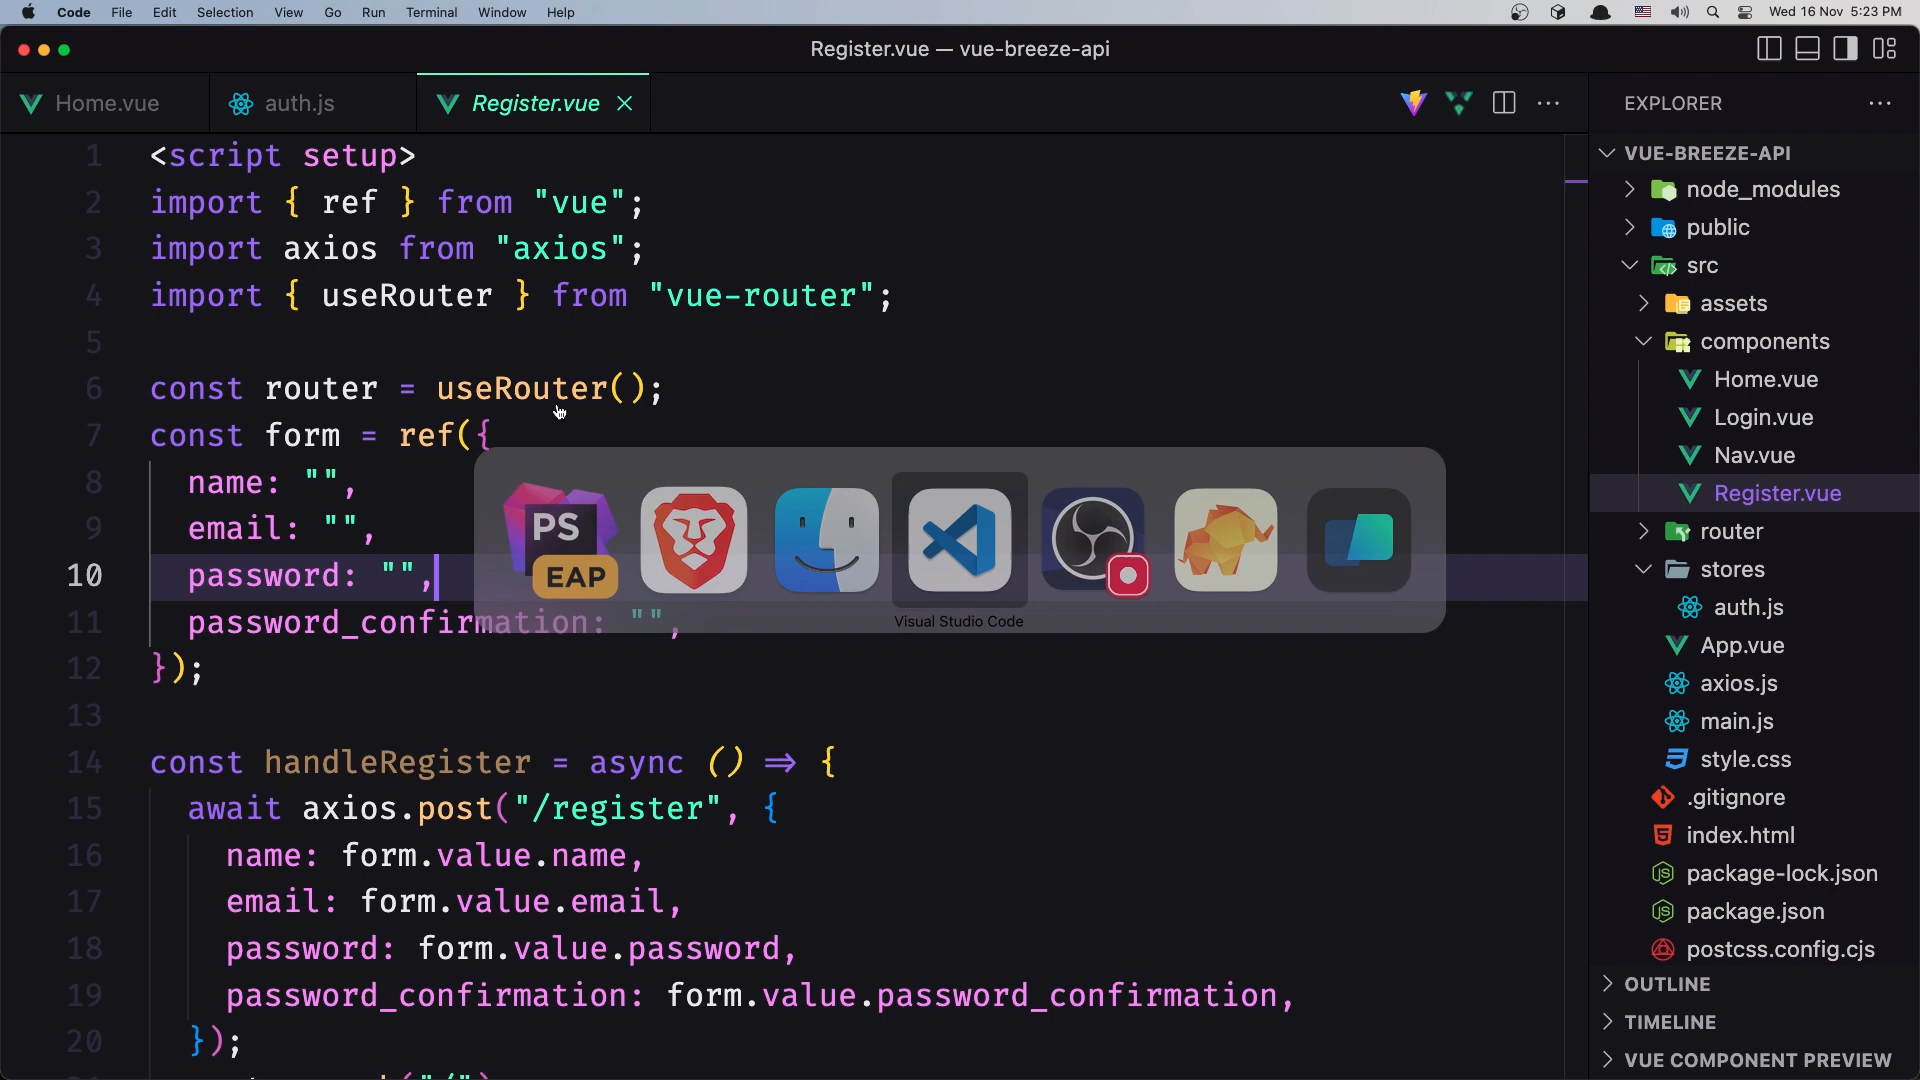 Code File Edit Selection View Go Run Terminal Window Help Wed 16 Nov 5:23 PM
Register.vue — vue-breeze-api
Home.vue auth.js Register.vue
1 <script setup>
2 import { ref } from "vue";
3 import axios from "axios";
4 import { useRouter } from "vue-router";
5
6 const router = useRouter();
7 const form = ref({
8 name: "",
9 email: "",
10 password: "",
11 password_confirmation: "",
12 });
13
14 const handleRegister = async () => {
15 await axios.post("/register", {
16 name: form.value.name,
17 email: form.value.email,
18 password: form.value.password,
19 password_confirmation: form.value.password_confirmation,
20 });
PS
EAP
Visual Studio Code
EXPLORER
VUE-BREEZE-API
node_modules
public
src
assets
components
Home.vue
Login.vue
Nav.vue
Register.vue
router
stores
auth.js
App.vue
axios.js
main.js
style.css
.gitignore
index.html
package-lock.json
package.json
postcss.config.cjs
OUTLINE
TIMELINE
VUE COMPONENT PREVIEW